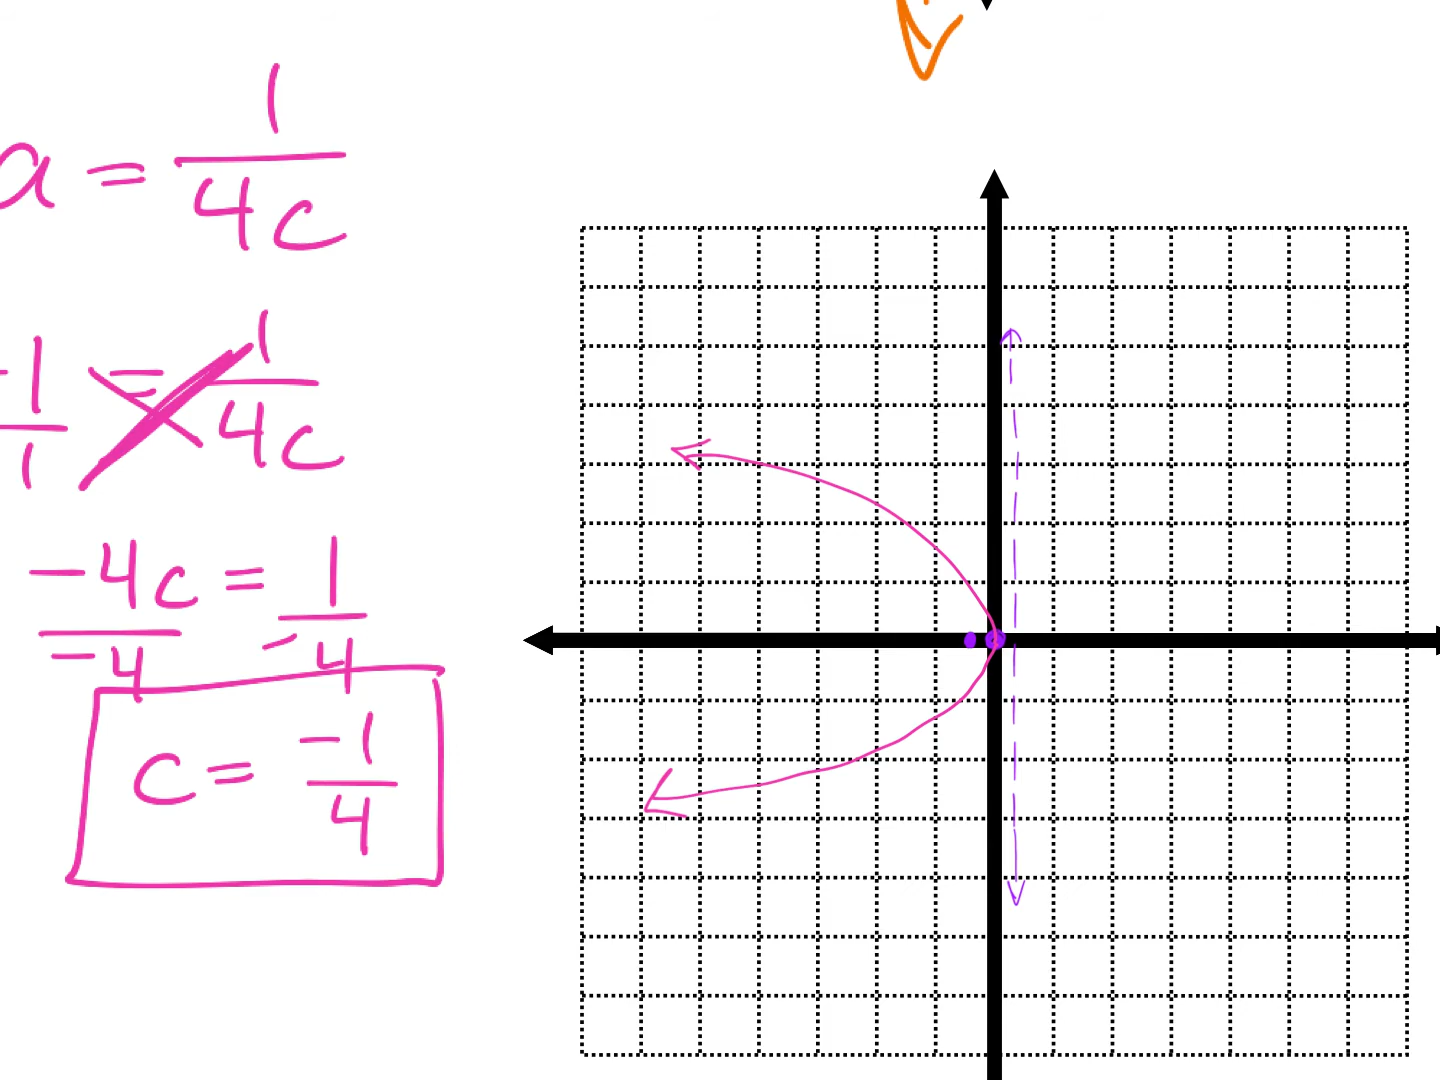 a = 1/4c
-1/1 = 1/4c
-4c/-4 = 1/-4
c = -1/4